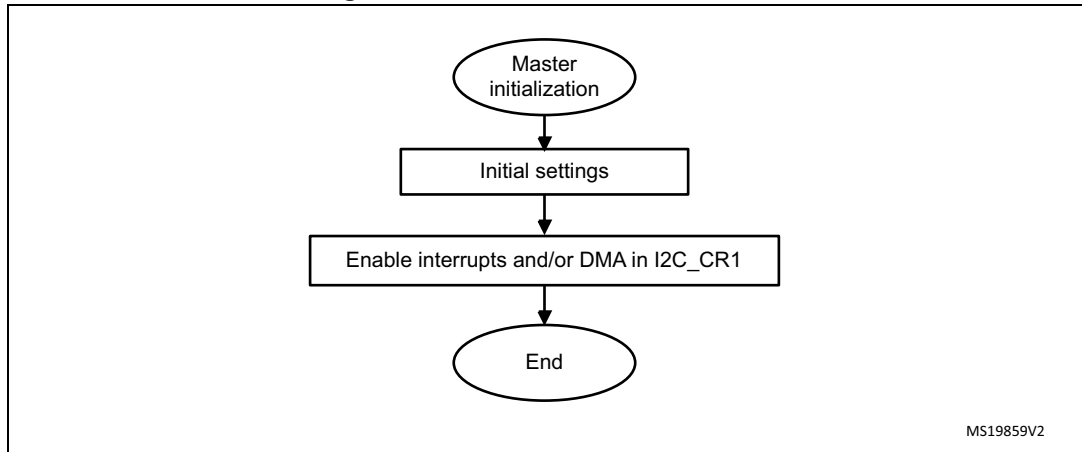 Master
initialization
Initial settings
Enable interrupts and/or DMA in I2C_CR1
End
MS19859V2